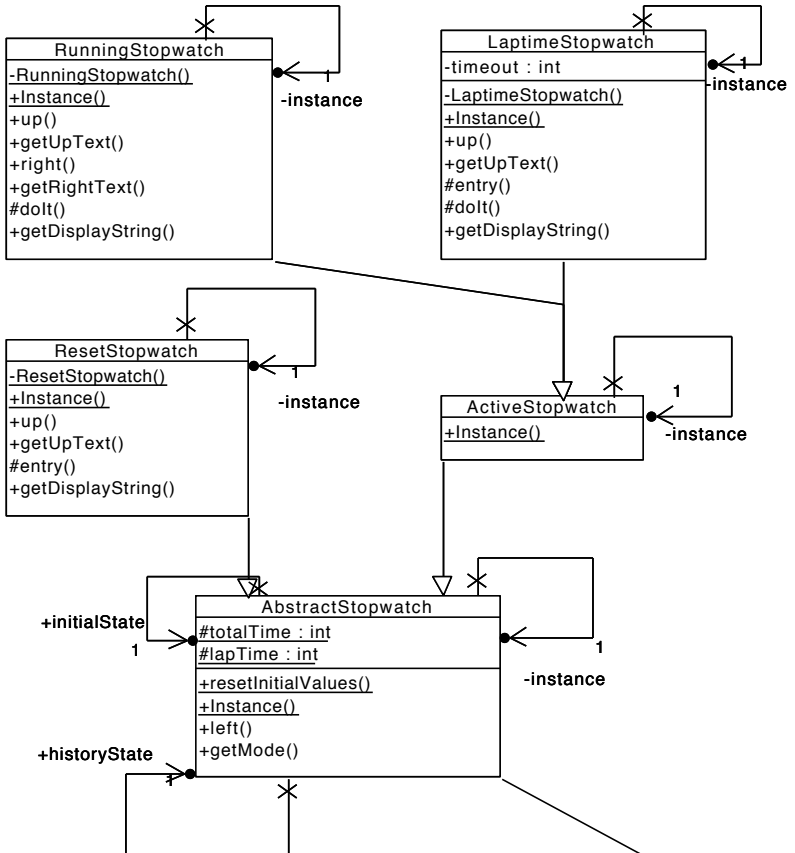 RunningStopwatch
-RunningStopwatch()
+Instance()
+up()
+getUpText()
+right()
+getRightText()
#doIt()
+getDisplayString()
1
-instance
LaptimeStopwatch
-timeout : int
-LaptimeStopwatch()
+Instance()
+up()
+getUpText()
#entry()
#doIt()
+getDisplayString()
1
-instance
ResetStopwatch
-ResetStopwatch()
+Instance()
+up()
+getUpText()
#entry()
+getDisplayString()
1
-instance
ActiveStopwatch
+Instance()
1
-instance
AbstractStopwatch
#totalTime : int
#lapTime : int
+resetInitialValues()
+Instance()
+left()
+getMode()
+initialState
1
1
-instance
+historyState
1